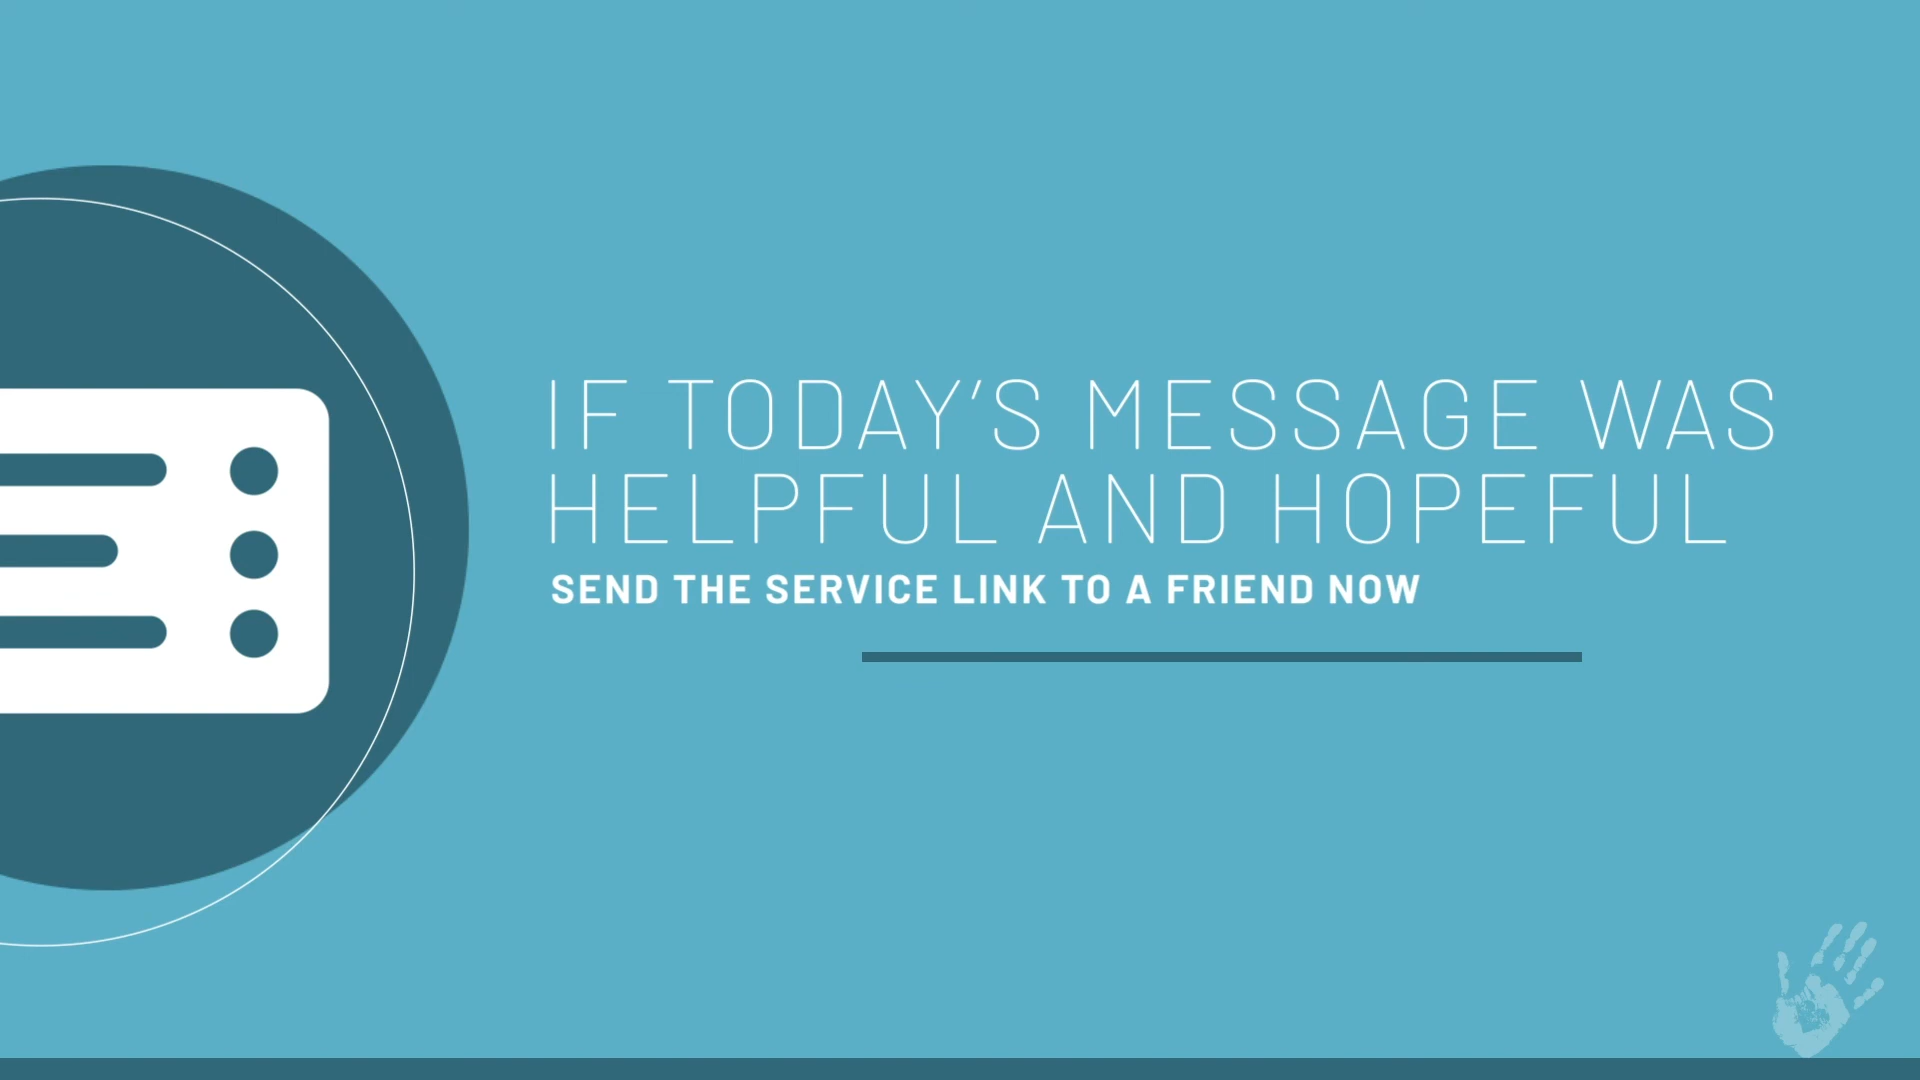 IF TODAY'S MESSAGE WAS
HELPFUL AND HOPEFUL
SEND THE SERVICE LINK TO A FRIEND NOW